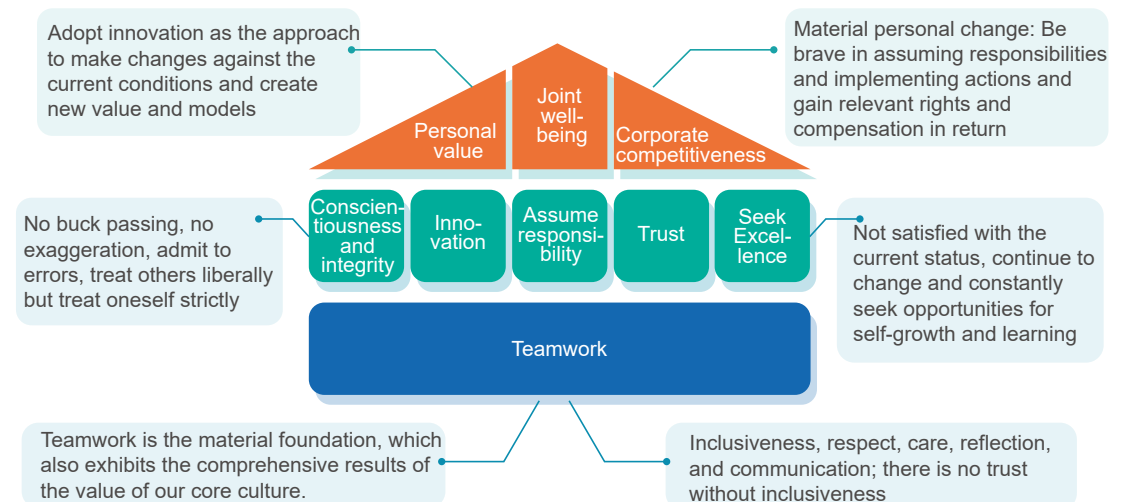 Adopt innovation as the approach
to make changes against the
current conditions and create
new value and models
Material personal change: Be
brave in assuming responsibilities
and implementing actions and
gain relevant rights and
compensation in return
Personal
value
Joint
well-
being
Corporate
competitiveness
No buck passing, no
exaggeration, admit to
errors, treat others liberally
but treat oneself strictly
Conscien-
tiousness
and
integrity
Inno-
vation
Assume
responsi-
bility
Trust
Seek
Excel-
lence
Not satisfied with the
current status, continue to
change and constantly
seek opportunities for
self-growth and learning
Teamwork
Teamwork is the material foundation, which
also exhibits the comprehensive results of
the value of our core culture.
Inclusiveness, respect, care, reflection,
and communication; there is no trust
without inclusiveness